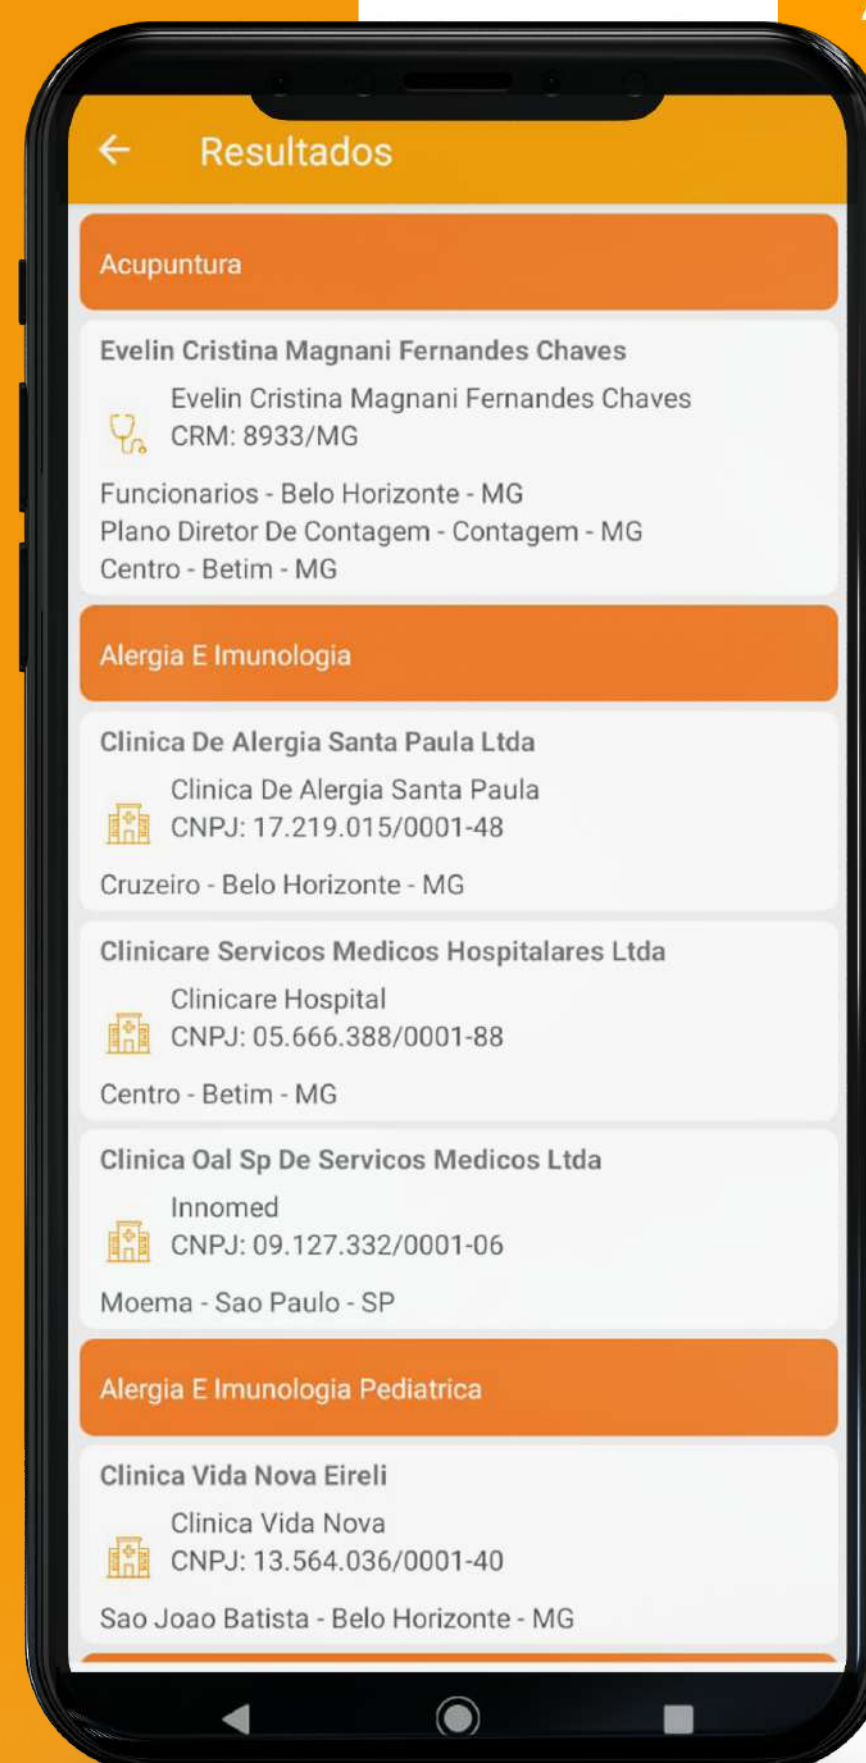 Resultados
Acupuntura
Evelin Cristina Magnani Fernandes Chaves
Evelin Cristina Magnani Fernandes Chaves
CRM: 8933/MG
Funcionarios - Belo Horizonte - MG
Plano Diretor De Contagem - Contagem - MG
Centro - Betim - MG
Alergia E Imunologia
Clinica De Alergia Santa Paula Ltda
Clinica De Alergia Santa Paula
CNPJ: 17.219.015/0001-48
Cruzeiro - Belo Horizonte - MG
Clinicare Servicos Medicos Hospitalares Ltda
Clinicare Hospital
CNPJ: 05.666.388/0001-88
Centro - Betim - MG
Clinica Oal Sp De Servicos Medicos Ltda
Innomed
CNPJ: 09.127.332/0001-06
Moema - Sao Paulo - SP
Alergia E Imunologia Pediatrica
Clinica Vida Nova Eireli
Clinica Vida Nova
CNPJ: 13.564.036/0001-40
Sao Joao Batista - Belo Horizonte - MG